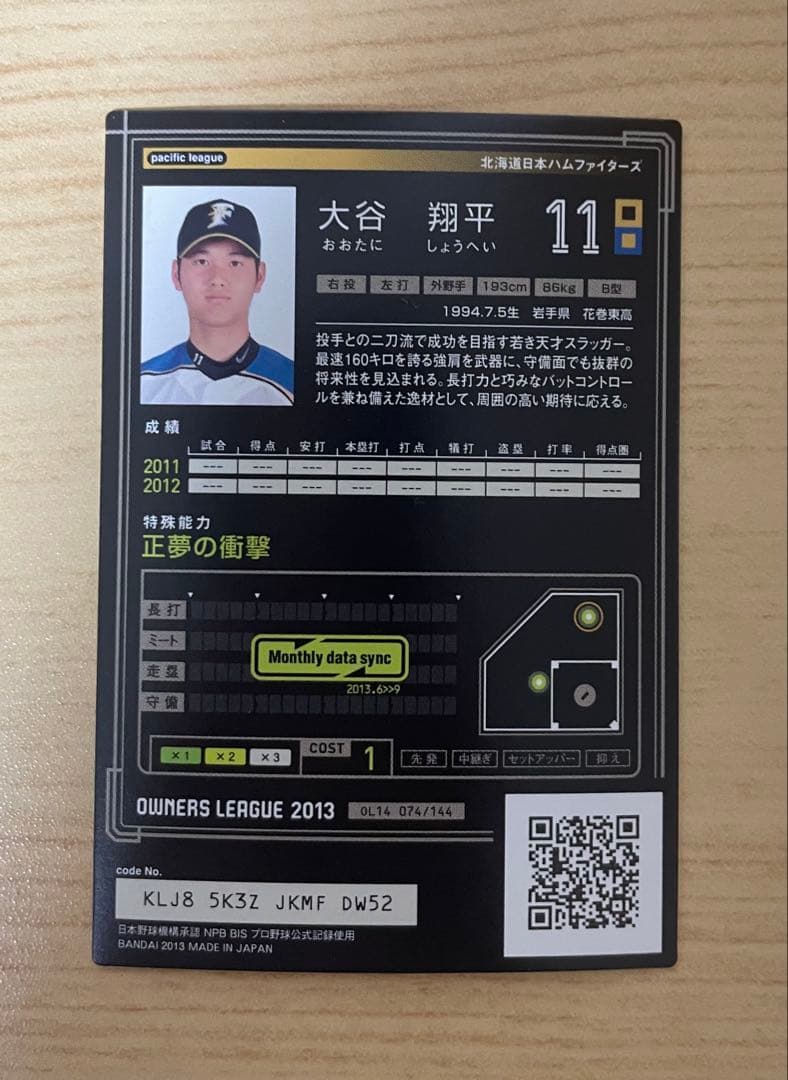 pacific league 北海道日本ハムファイターズ
大谷 翔平 11
おおたに しょうへい
右投 左打 外野手 193cm 86kg B型
1994.7.5生 岩手県 花巻東高
投手との二刀流で成功を目指す若き天才スラッガー。
最速160キロを誇る強肩を武器に、守備面でも抜群の
将来性を見込まれる。長打力と巧みなバットコントロー
ルを兼ね備えた逸材として、周囲の高い期待に応える。
成績
試合 得点 安打 本塁打 打点 犠打 盗塁 打率 得点圏
2011 --- --- --- --- --- --- --- --- ---
2012 --- --- --- --- --- --- --- --- ---
特殊能力
正夢の衝撃
長打
ミート
走塁
守備
Monthly data sync
2013.6>>9
×1 ×2 ×3 COST 1 先発 中継ぎ セットアッパー 抑え
OWNERS LEAGUE 2013 OL14 074/144
code No.
KLJ8 5K3Z JKMF DW52
日本野球機構承認 NPB BIS プロ野球公式記録使用
BANDAI 2013 MADE IN JAPAN